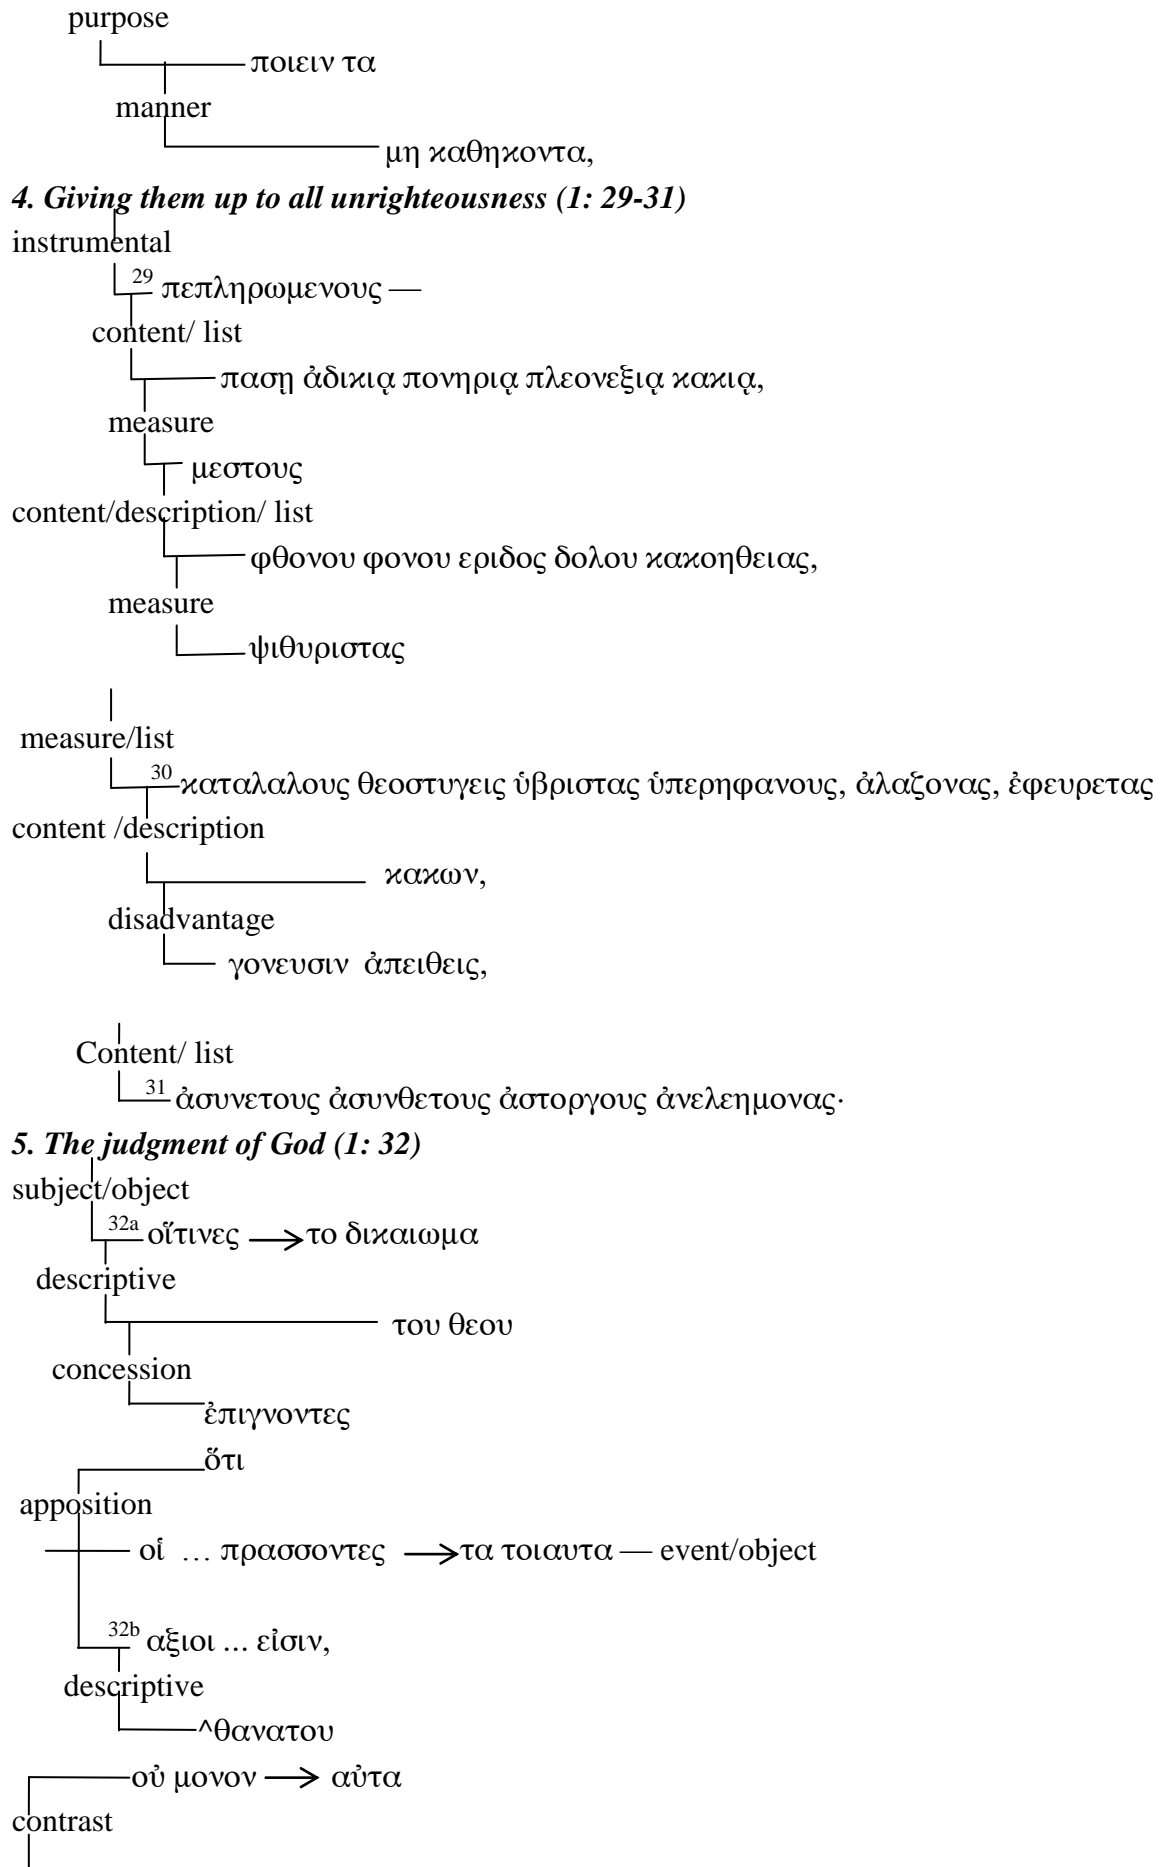 purpose
ποιειν τα
manner
μη καθηκοντα,
4. Giving them up to all unrighteousness (1: 29-31)
instrumental
29 πεπληρωμενους —
content/ list
πασῃ ἀδικιᾳ πονηριᾳ πλεονεξιᾳ κακιᾳ,
measure
μεστους
content/description/ list
φθονου φονου εριδος δολου κακοηθειας,
measure
ψιθυριστας
measure/list
30 καταλαλους θεοστυγεις ὑβριστας ὑπερηφανους, ἀλαζονας, ἐφευρετας
content /description
κακων,
disadvantage
γονευσιν ἀπειθεις,
Content/ list
31 ἀσυνετους ἀσυνθετους ἀστοργους ἀνελεημονας·
5. The judgment of God (1: 32)
subject/object
32a οἵτινες → το δικαιωμα
descriptive
του θεου
concession
ἐπιγνοντες
ὅτι
apposition
οἱ … πρασσοντες → τα τοιαυτα — event/object
32b αξιοι ... εἰσιν,
descriptive
^θανατου
οὐ μονον → αὐτα
contrast